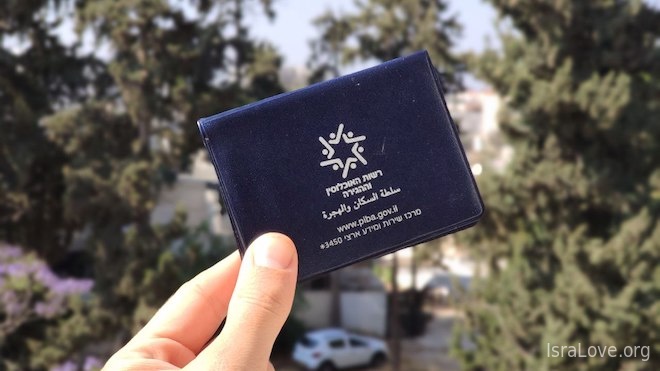 רשות האוכלוסין
וההגירה
سلطة السكان والهجرة
www.piba.gov.il
מרכז שירות ומידע ארצי 3450*
IsraLove.org